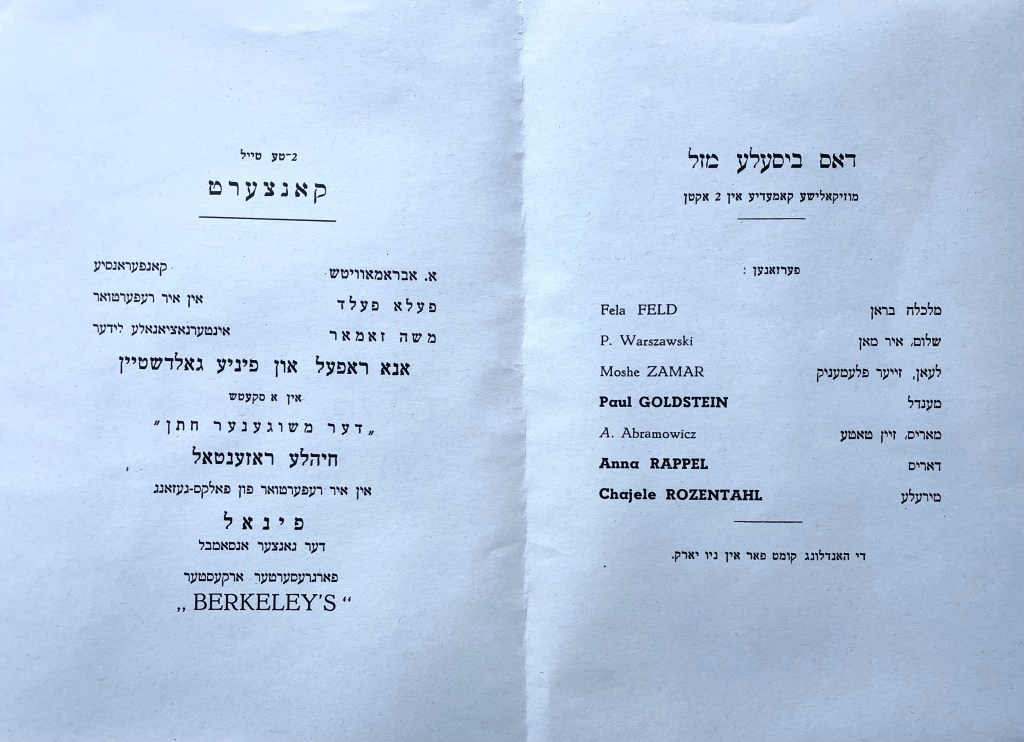 דאס ביסעלע מזל
מוזיקאלישע קאמעדיע אין 2 אקטן
פערזאנען :
מלכלה בראן Fela FELD
שלום, איר מאן P. Warszawski
לעאן, זייער פלעמעניק Moshe ZAMAR
מענדל Paul GOLDSTEIN
מאריס, זיין טאטע A. Abramowicz
דאריס Anna RAPPEL
מירעלע Chajele ROZENTAHL
די האנדלונג קומט פאר אין ניו יארק.
2-טע טייל
קאנצערט
א. אבראמאוויטש קאנפעראנסיע
פעלא פעלד אין איר רעפערטואר
משה זאמאר אינטערנאציאנאלע לידער
אנא ראפעל און פיניע גאלדשטיין
אין א סקעטש
„דער משוגענער חתן"
חיהלע ראזענטאל
אין איר רעפערטואר פון פאלקס-געזאנג
פינאל
דער גאנצער אנסאמבל
פארגרעסערטער ארקעסטער
„BERKELEY'S“